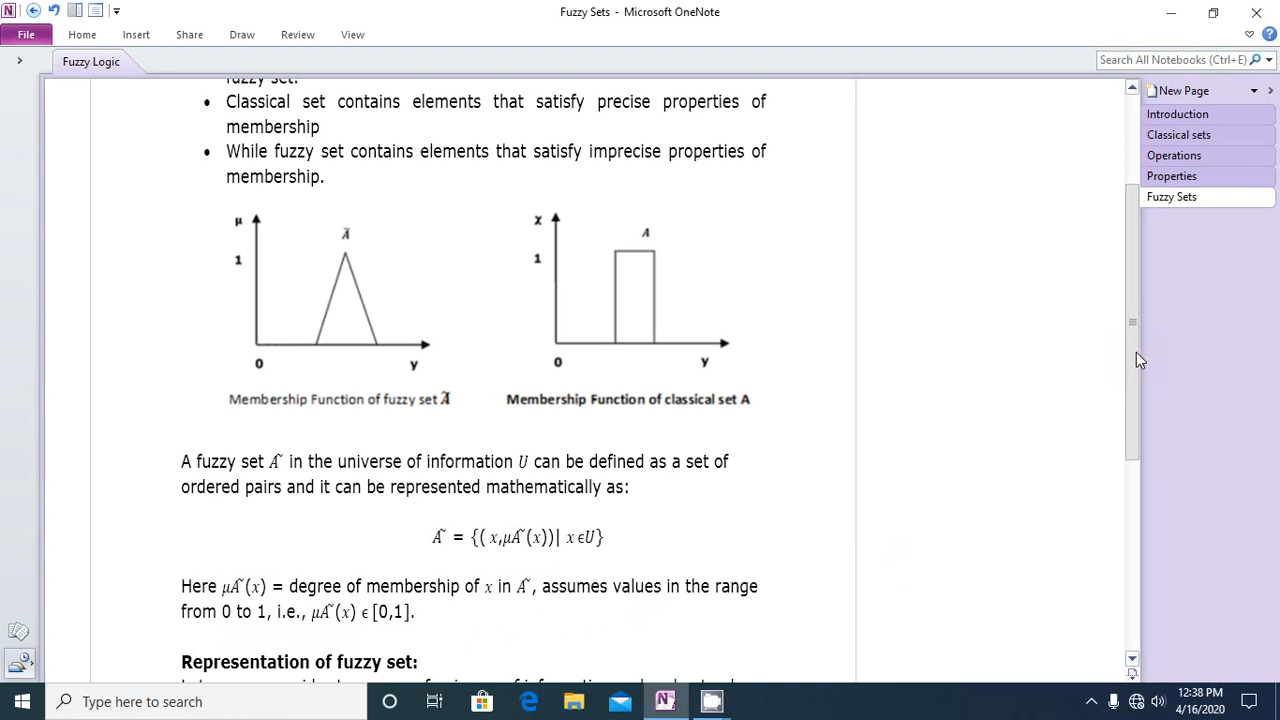 Fuzzy Sets - Microsoft OneNote
File Home Insert Share Draw Review View
Fuzzy Logic
Search All Notebooks (Ctrl+E)
New Page
Introduction
Classical sets
Operations
Properties
Fuzzy Sets
fuzzy set.
• Classical set contains elements that satisfy precise properties of
membership
• While fuzzy set contains elements that satisfy imprecise properties of
membership.
μ
Ã
1
0
y
Membership Function of fuzzy set Ã
χ
A
1
0
y
Membership Function of classical set A
A fuzzy set A͂ in the universe of information U can be defined as a set of
ordered pairs and it can be represented mathematically as:
A͂ = {( x,μA͂(x))| x ϵU}
Here μA͂(x) = degree of membership of x in A͂, assumes values in the range
from 0 to 1, i.e., μA͂(x) ϵ [0,1].
Representation of fuzzy set:
Type here to search
12:38 PM
4/16/2020